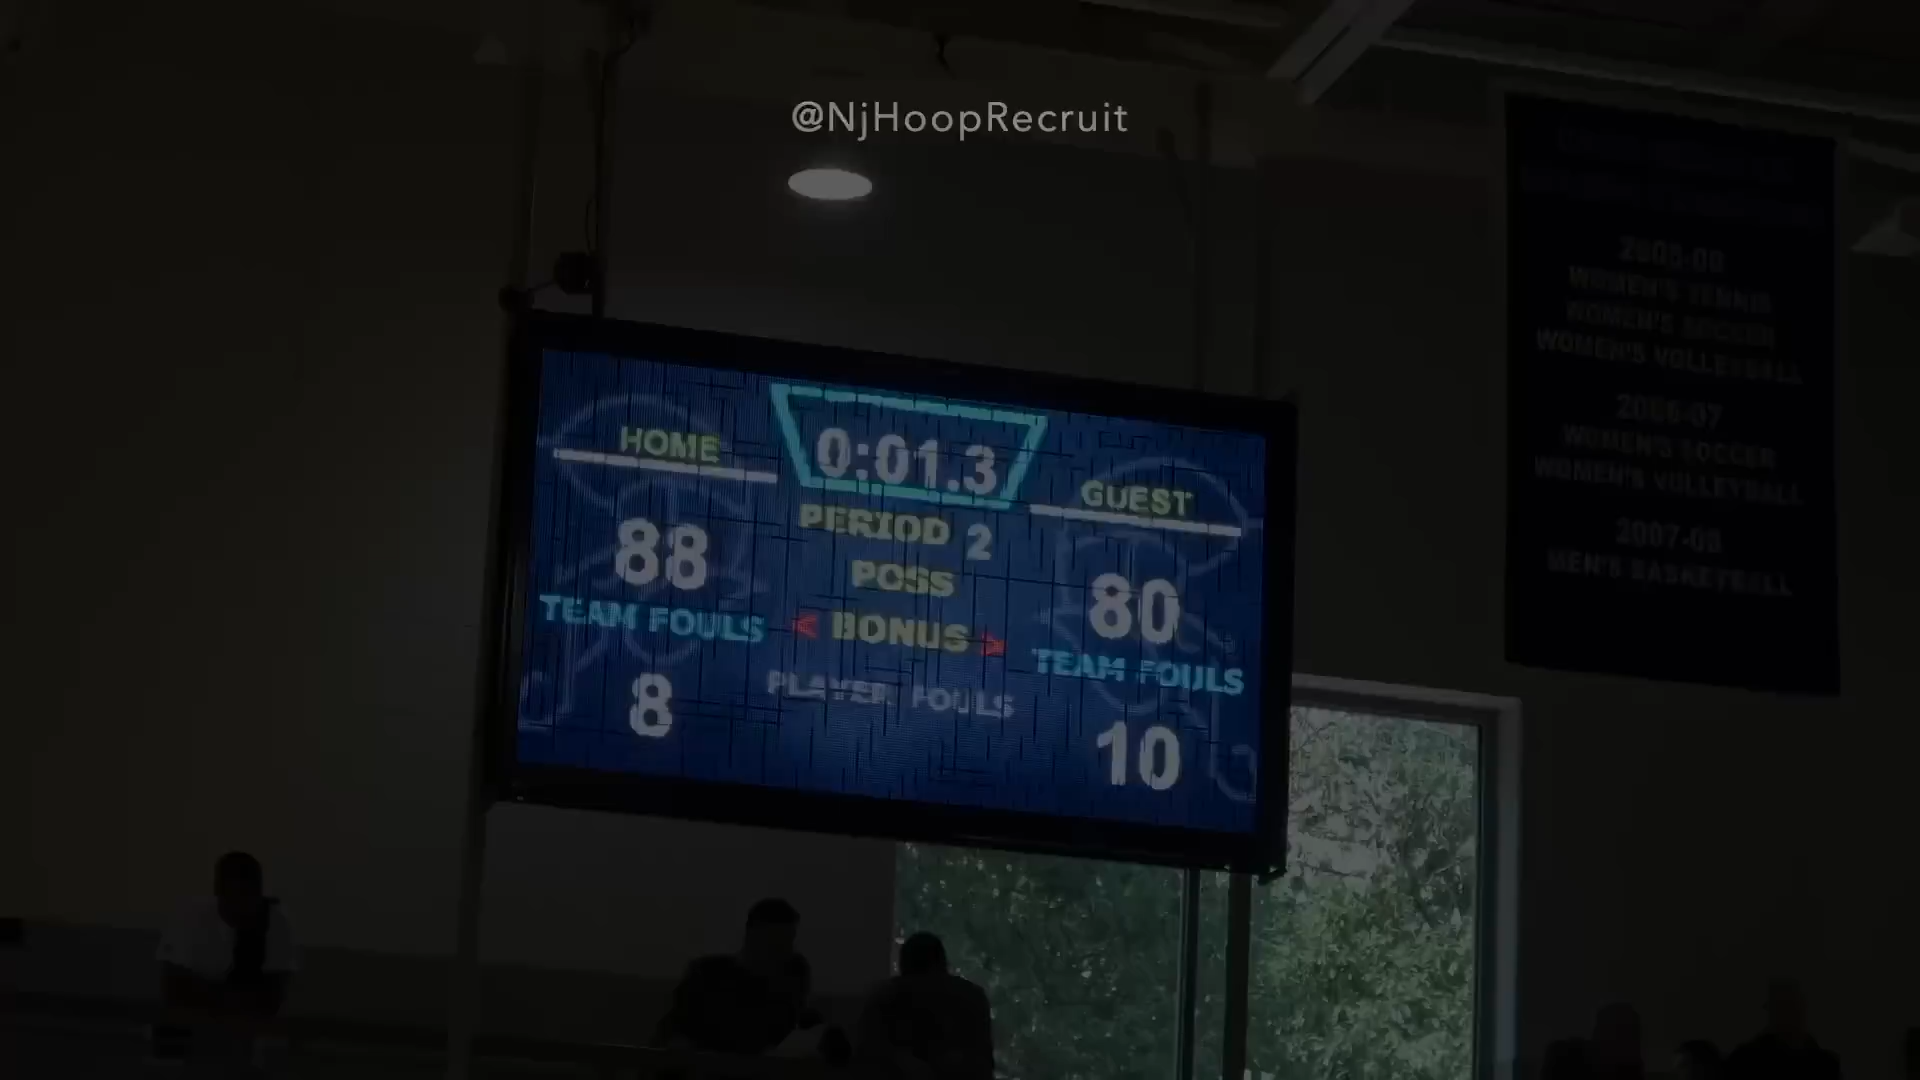 @NjHoopRecruit
HOME
0:01.3
GUEST
88
PERIOD 2
80
POSS
TEAM FOULS
< BONUS >
TEAM FOULS
8
PLAYER FOULS
10
2005-06
WOMEN'S TENNIS
WOMEN'S SOCCER
WOMEN'S VOLLEYBALL
2006-07
WOMEN'S SOCCER
WOMEN'S VOLLEYBALL
2007-08
MEN'S BASKETBALL